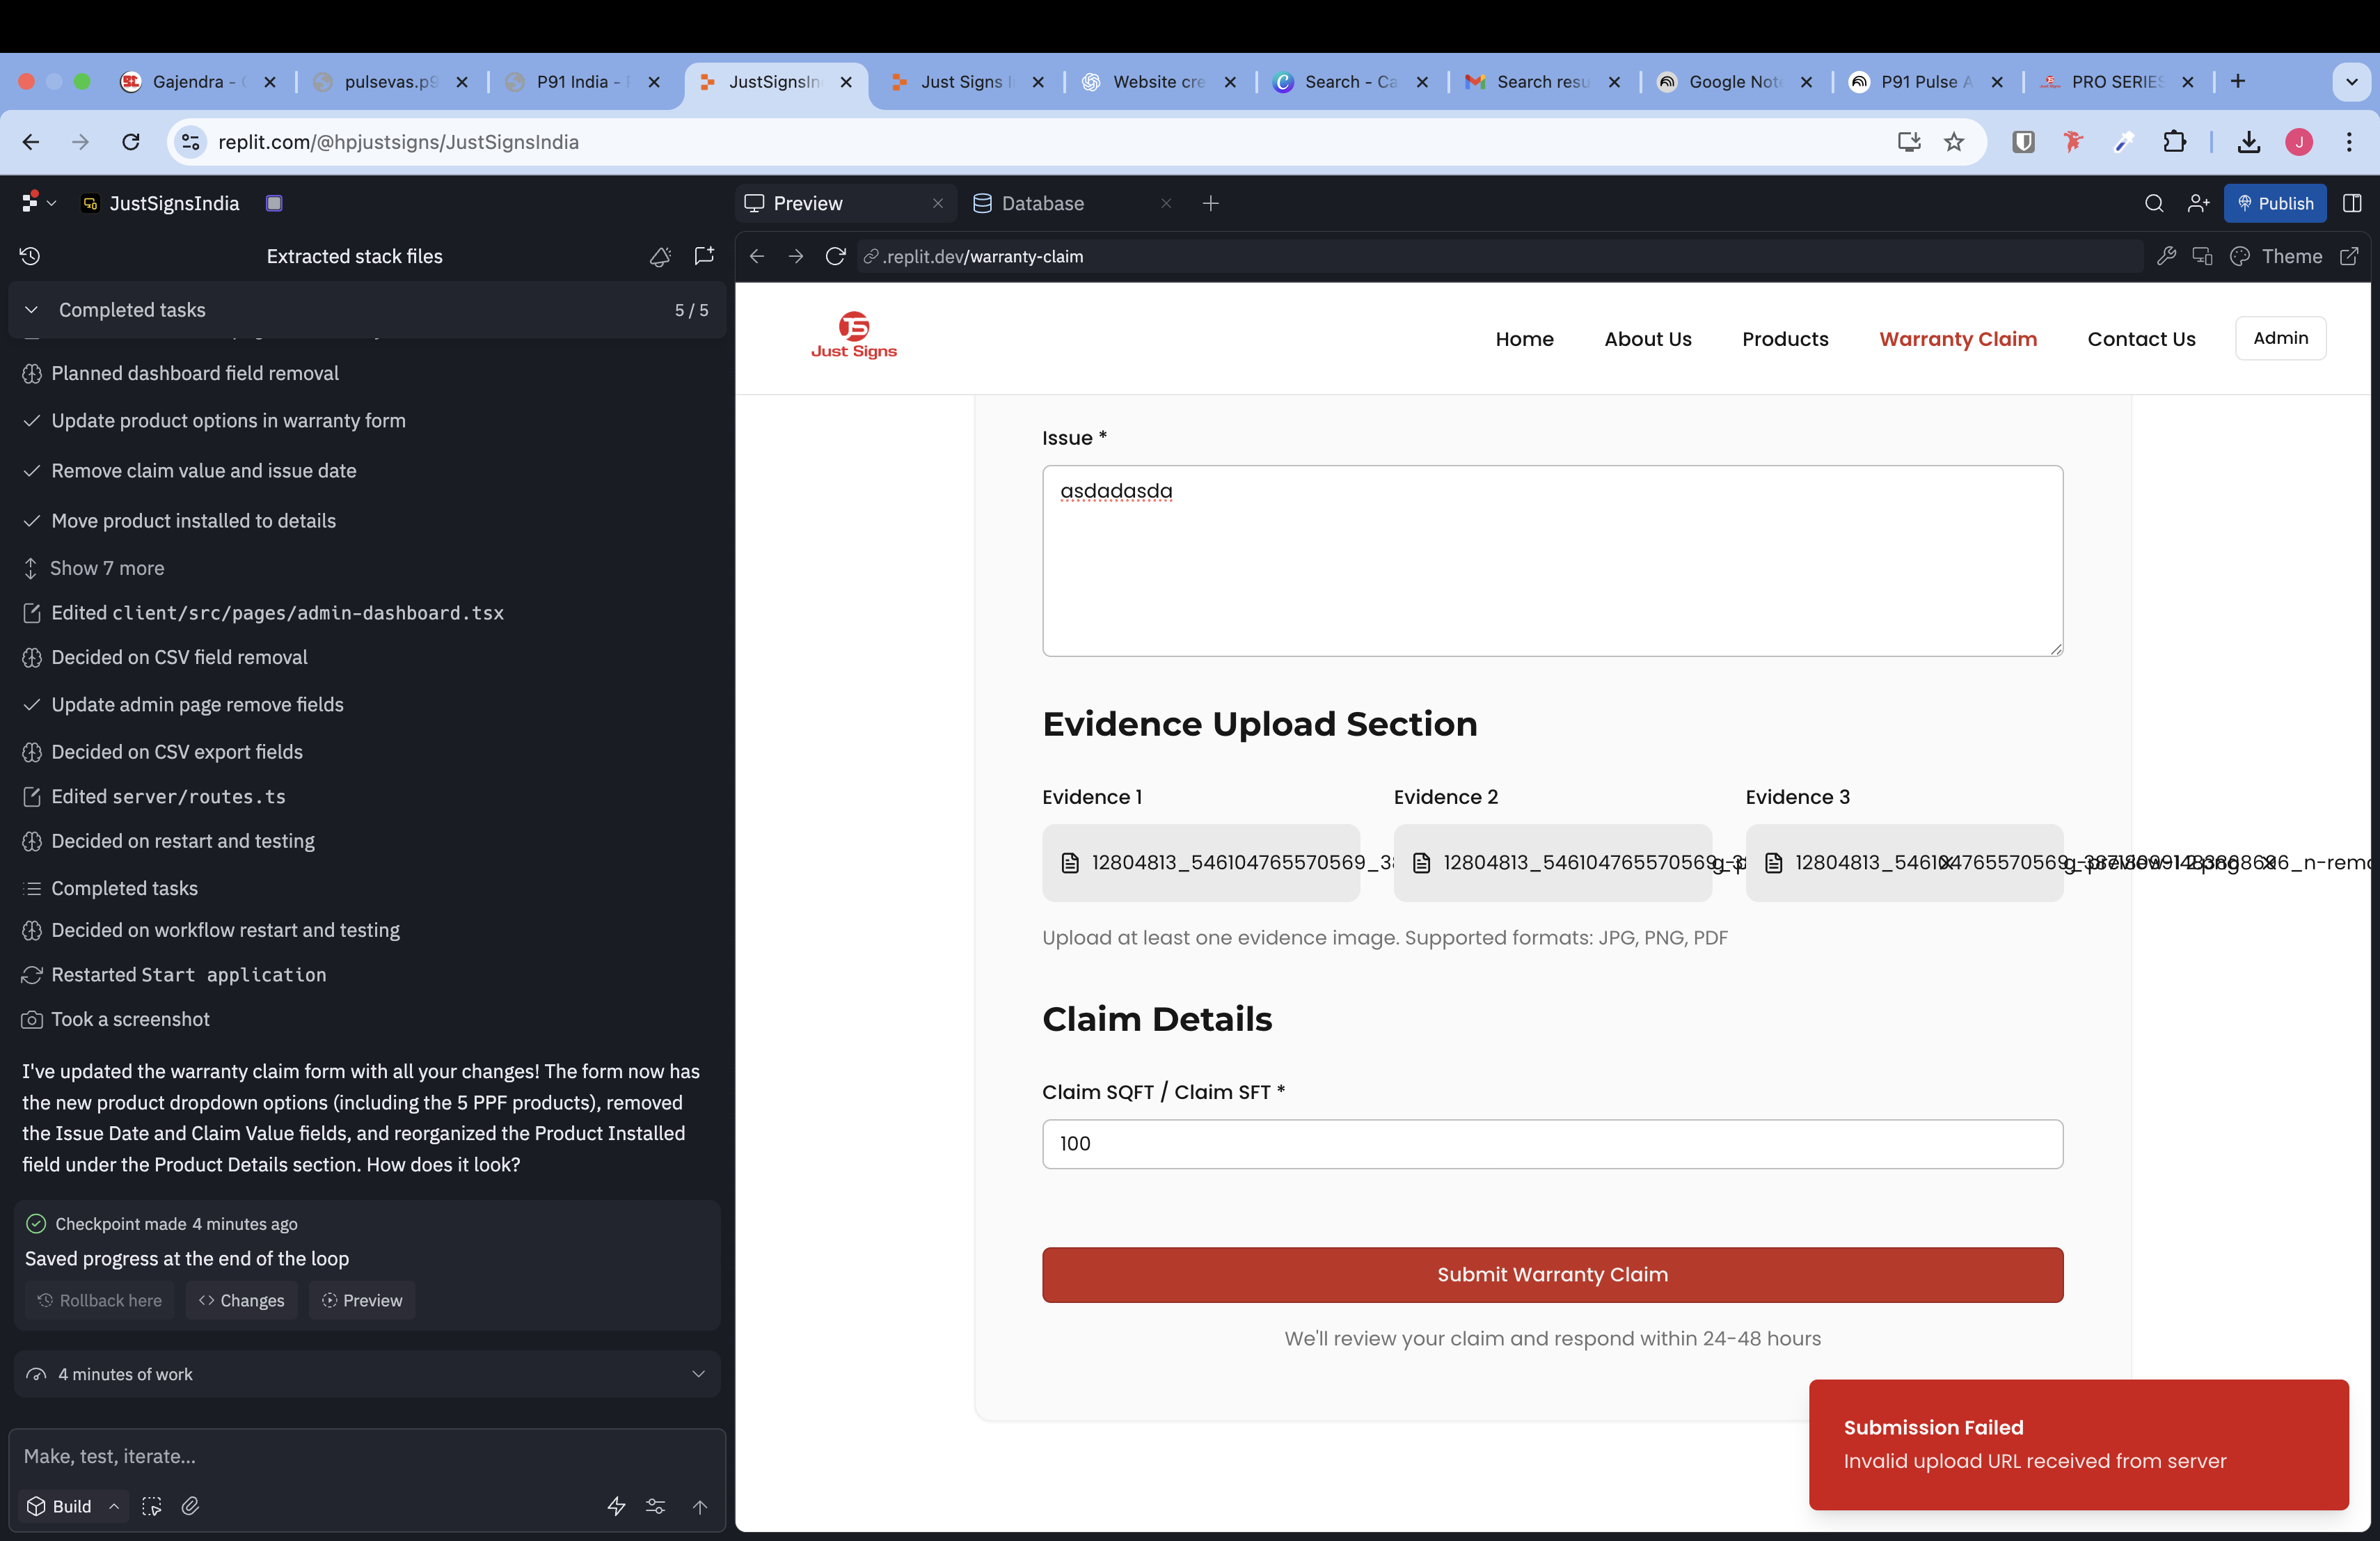 Gajendra - 
pulsevas.p9
P91 India - 
JustSignsIn
Just Signs
Website cre
Search - Ca
Search resu
Google Not
P91 Pulse A
PRO SERIES
replit.com/@hpjustsigns/JustSignsIndia
J
JustSignsIndia
Preview
Database
Publish
Extracted stack files
.replit.dev/warranty-claim
Theme
Completed tasks
5 / 5
Planned dashboard field removal
Update product options in warranty form
Remove claim value and issue date
Move product installed to details
Show 7 more
Edited client/src/pages/admin-dashboard.tsx
Decided on CSV field removal
Update admin page remove fields
Decided on CSV export fields
Edited server/routes.ts
Decided on restart and testing
Completed tasks
Decided on workflow restart and testing
Restarted Start application
Took a screenshot
I've updated the warranty claim form with all your changes! The form now has
the new product dropdown options (including the 5 PPF products), removed
the Issue Date and Claim Value fields, and reorganized the Product Installed
field under the Product Details section. How does it look?
Checkpoint made 4 minutes ago
Saved progress at the end of the loop
Rollback here
Changes
Preview
4 minutes of work
Make, test, iterate...
Build
JS
Just Signs
Home
About Us
Products
Warranty Claim
Contact Us
Admin
Issue *
asdadasda
Evidence Upload Section
Evidence 1
Evidence 2
Evidence 3
12804813_546104765570569_38
12804813_546104765570569
12804813_546104765570569
Upload at least one evidence image. Supported formats: JPG, PNG, PDF
Claim Details
Claim SQFT / Claim SFT *
100
Submit Warranty Claim
We'll review your claim and respond within 24-48 hours
Submission Failed
Invalid upload URL received from server